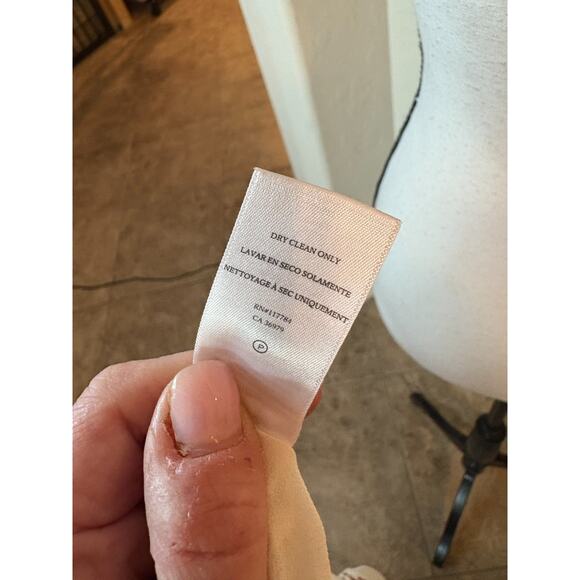 DRY CLEAN ONLY
LAVAR EN SECO SOLAMENTE
NETTOYAGE À SEC UNIQUEMENT
RN#117784
CA 36979
P